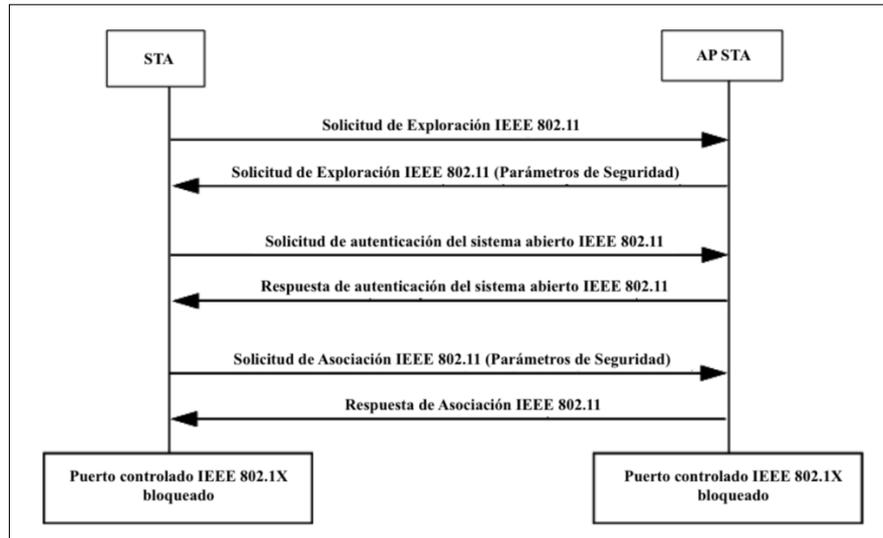 STA
AP STA
Solicitud de Exploración IEEE 802.11
Solicitud de Exploración IEEE 802.11 (Parámetros de Seguridad)
Solicitud de autenticación del sistema abierto IEEE 802.11
Respuesta de autenticación del sistema abierto IEEE 802.11
Solicitud de Asociación IEEE 802.11 (Parámetros de Seguridad)
Respuesta de Asociación IEEE 802.11
Puerto controlado IEEE 802.1X
bloqueado
Puerto controlado IEEE 802.1X
bloqueado